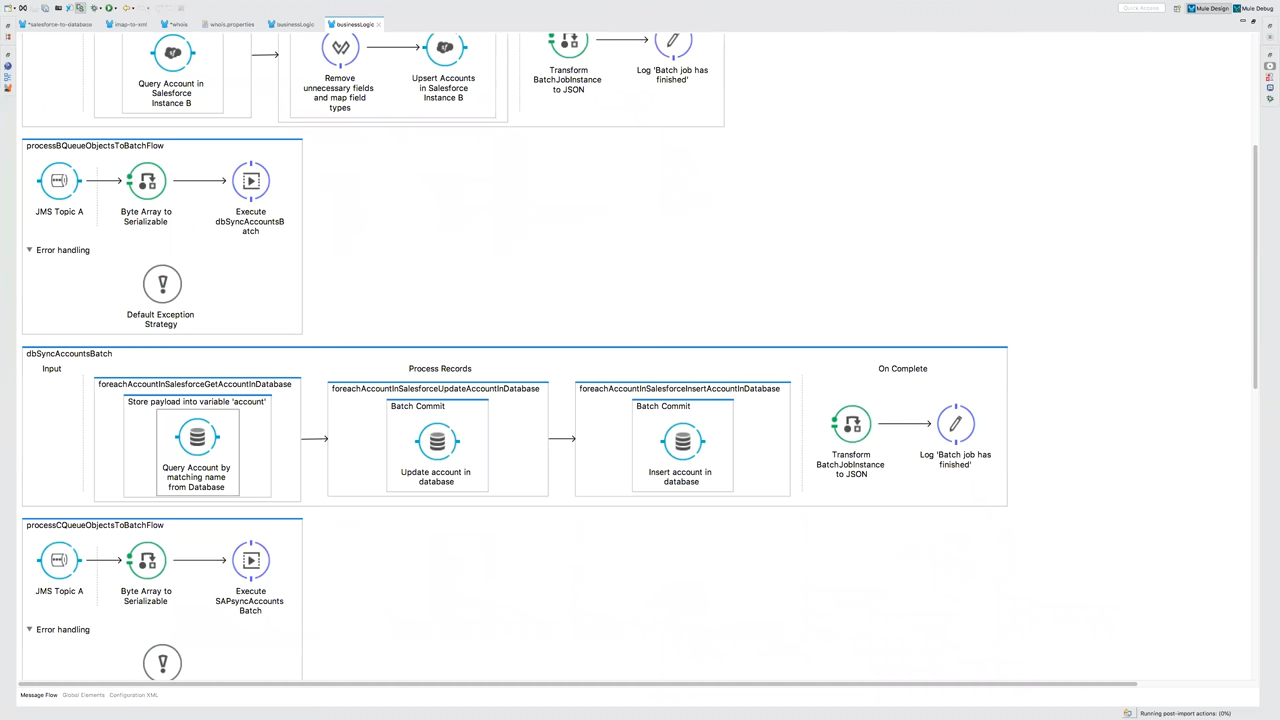 Quick Access
Mule Design
Mule Debug
*salesforce-to-database
imap-to-xml
*whois
whois.properties
businessLogic
businessLogic
Query Account in
Salesforce
Instance B
Remove
unnecessary fields
and map field
types
Upsert Accounts
in Salesforce
Instance B
Transform
BatchJobInstance
to JSON
Log 'Batch job has
finished'
processBQueueObjectsToBatchFlow
JMS Topic A
Byte Array to
Serializable
Execute
dbSyncAccountsB
atch
Error handling
Default Exception
Strategy
dbSyncAccountsBatch
Input
Process Records
On Complete
foreachAccountInSalesforceGetAccountInDatabase
Store payload into variable 'account'
Query Account by
matching name
from Database
foreachAccountInSalesforceUpdateAccountInDatabase
Batch Commit
Update account in
database
foreachAccountInSalesforceInsertAccountInDatabase
Batch Commit
Insert account in
database
Transform
BatchJobInstance
to JSON
Log 'Batch job has
finished'
processCQueueObjectsToBatchFlow
JMS Topic A
Byte Array to
Serializable
Execute
SAPsyncAccounts
Batch
Error handling
Message Flow
Global Elements
Configuration XML
Running post-import actions: (0%)